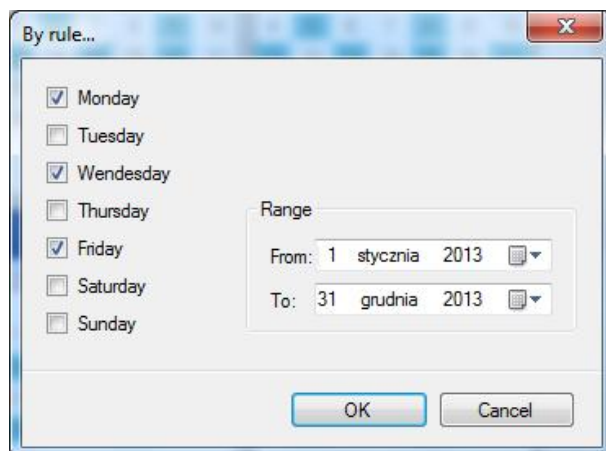 By rule...
Monday
Tuesday
Wendesday
Thursday
Friday
Saturday
Sunday
Range
From: 1 stycznia 2013
To: 31 grudnia 2013
OK
Cancel